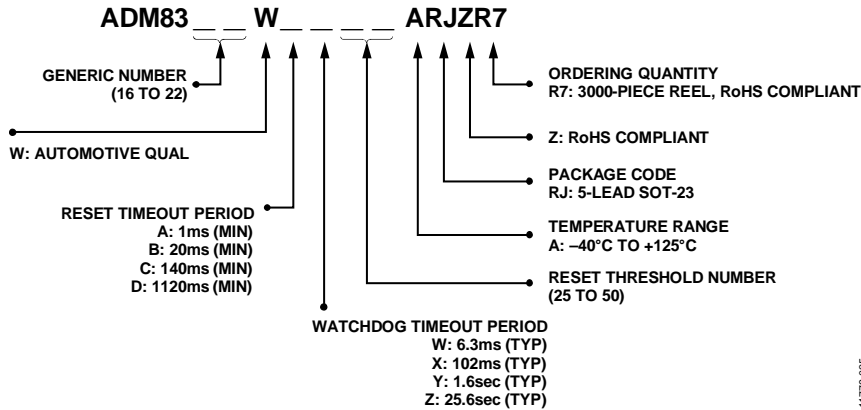 ADM83_ _ W_ _ _ _ ARJZR7
GENERIC NUMBER
(16 TO 22)
W: AUTOMOTIVE QUAL
RESET TIMEOUT PERIOD
A: 1ms (MIN)
B: 20ms (MIN)
C: 140ms (MIN)
D: 1120ms (MIN)
WATCHDOG TIMEOUT PERIOD
W: 6.3ms (TYP)
X: 102ms (TYP)
Y: 1.6sec (TYP)
Z: 25.6sec (TYP)
ORDERING QUANTITY
R7: 3000-PIECE REEL, RoHS COMPLIANT
Z: RoHS COMPLIANT
PACKAGE CODE
RJ: 5-LEAD SOT-23
TEMPERATURE RANGE
A: –40°C TO +125°C
RESET THRESHOLD NUMBER
(25 TO 50)